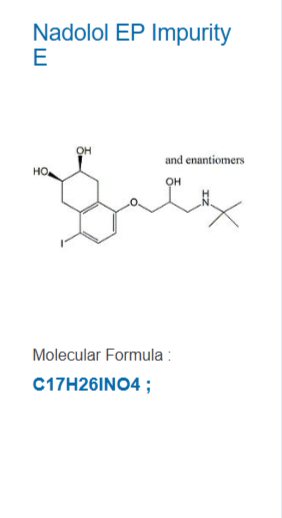 Nadolol EP Impurity
E
OH
HO
and enantiomers
OH
O
H
N
I
Molecular Formula :
C17H26INO4 ;